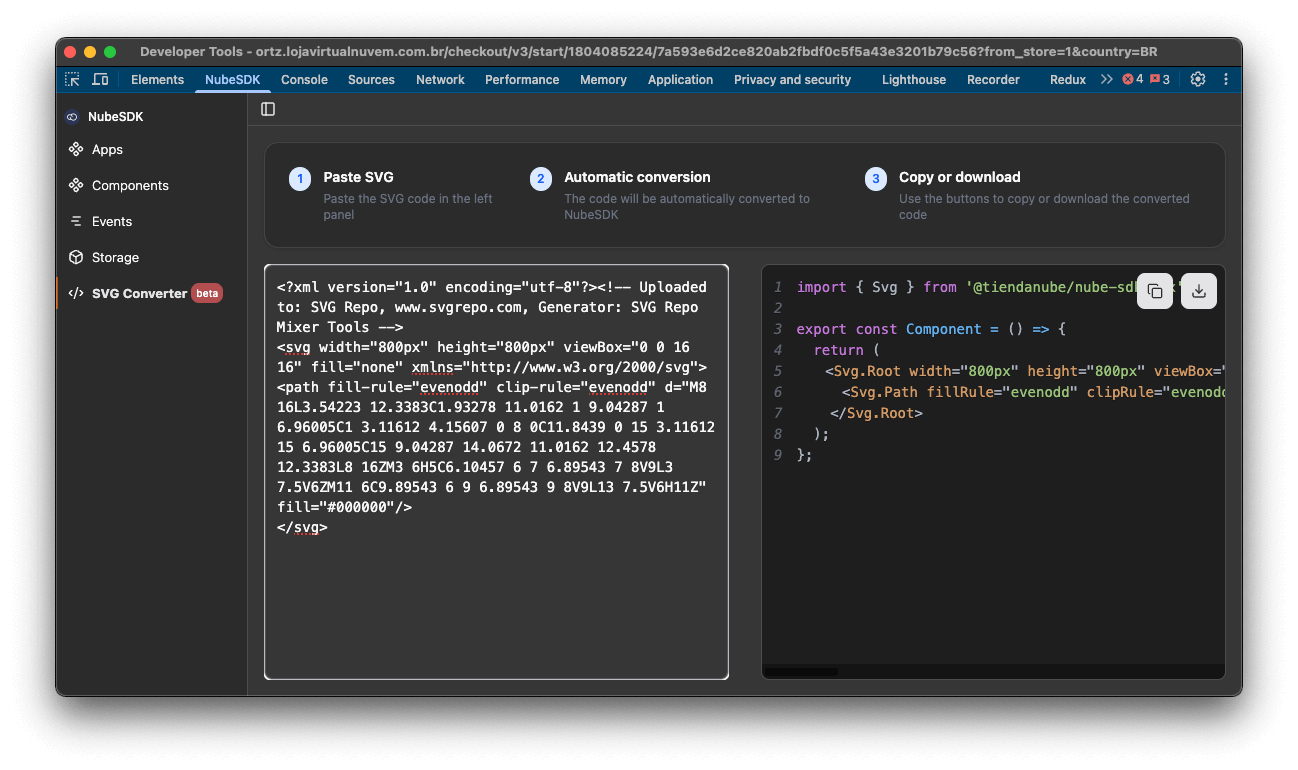 Developer Tools - ortz.lojavirtualnuvem.com.br/checkout/v3/start/1804085224/7a593e6d2ce820ab2fbdf0c5f5a43e3201b79c56?from_store=1&country=BR
Elements NubeSDK Console Sources Network Performance Memory Application Privacy and security Lighthouse Recorder Redux 4 3
NubeSDK
Apps
Components
Events
Storage
SVG Converter beta
1 Paste SVG
Paste the SVG code in the left
panel
2 Automatic conversion
The code will be automatically converted to
NubeSDK
3 Copy or download
Use the buttons to copy or download the converted
code
<?xml version="1.0" encoding="utf-8"?><!-- Uploaded
to: SVG Repo, www.svgrepo.com, Generator: SVG Repo
Mixer Tools -->
<svg width="800px" height="800px" viewBox="0 0 16
16" fill="none" xmlns="http://www.w3.org/2000/svg">
<path fill-rule="evenodd" clip-rule="evenodd" d="M8
16L3.54223 12.3383C1.93278 11.0162 1 9.04287 1
6.96005C1 3.11612 4.15607 0 8 0C11.8439 0 15 3.11612
15 6.96005C15 9.04287 14.0672 11.0162 12.4578
12.3383L8 16ZM3 6H5C6.10457 6 7 6.89543 7 8V9L3
7.5V6ZM11 6C9.89543 6 9 6.89543 9 8V9L13 7.5V6H11Z"
fill="#000000"/>
</svg>
1 import { Svg } from '@tiendanube/nube-sd
2
3 export const Component = () => {
4 return (
5 <Svg.Root width="800px" height="800px" viewBox="
6 <Svg.Path fillRule="evenodd" clipRule="evenod
7 </Svg.Root>
8 );
9 };